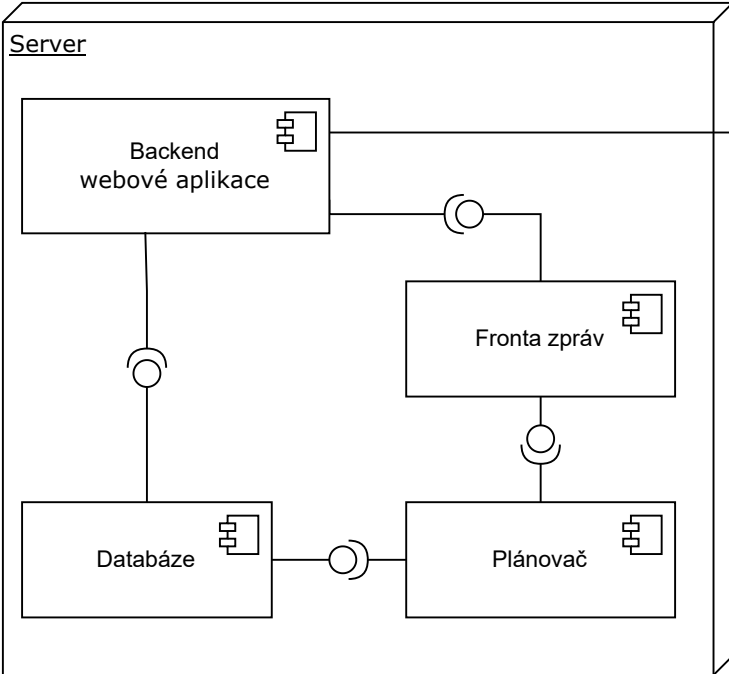 Server
Backend
webové aplikace
Fronta zpráv
Databáze
Plánovač